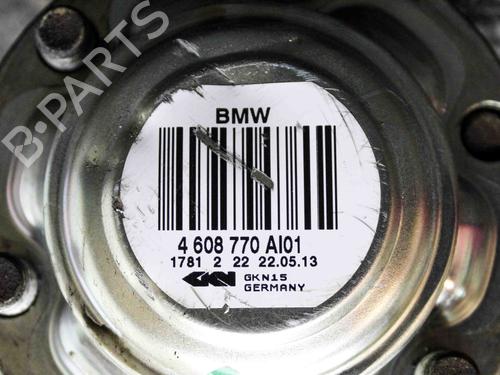 B-PARTS
BMW
4 608 770 AI01
1781 2 22 22.05.13
GKN GKN15
GERMANY